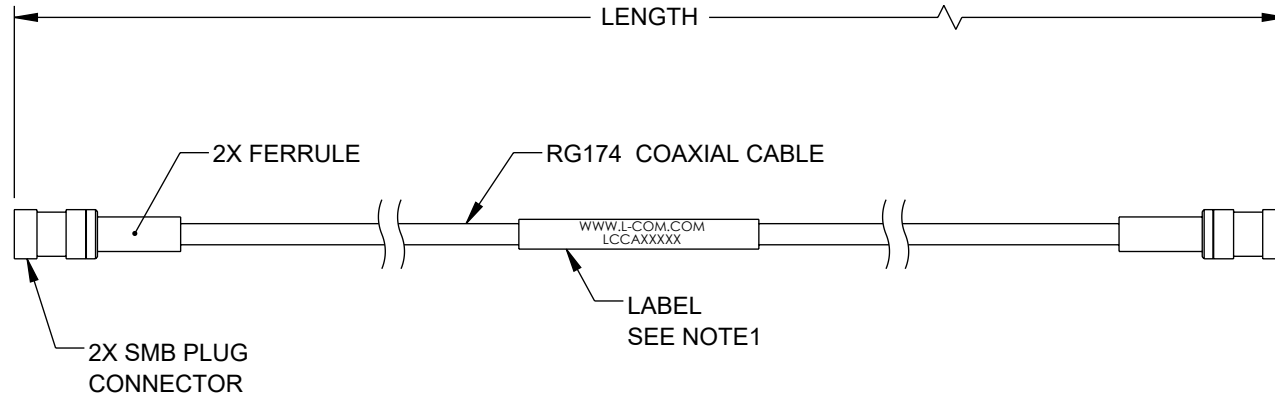 LENGTH
2X FERRULE
RG174 COAXIAL CABLE
WWW.L-COM.COM
LCCAXXXXX
LABEL
SEE NOTE1
2X SMB PLUG
CONNECTOR